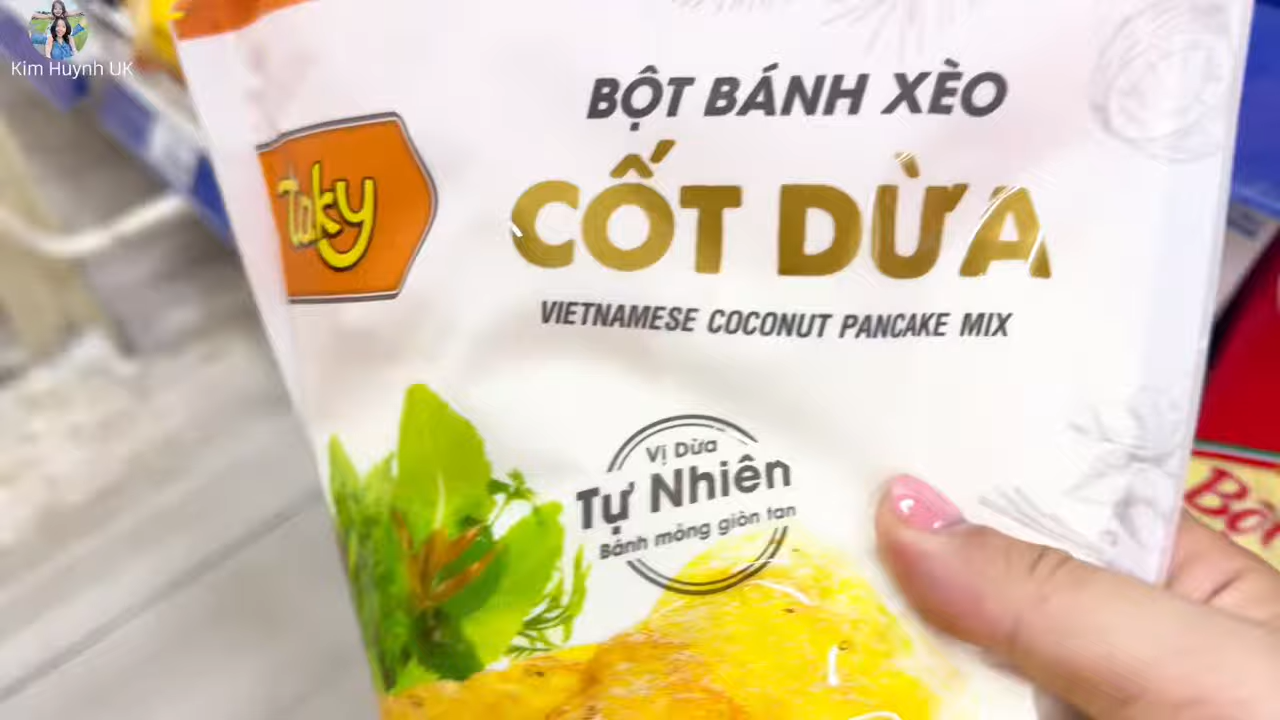 Kim Huynh UK
taky
BỘT BÁNH XÈO
CỐT DỪA
VIETNAMESE COCONUT PANCAKE MIX
Vị Dừa
Tự Nhiên
Bánh mỏng giòn tan